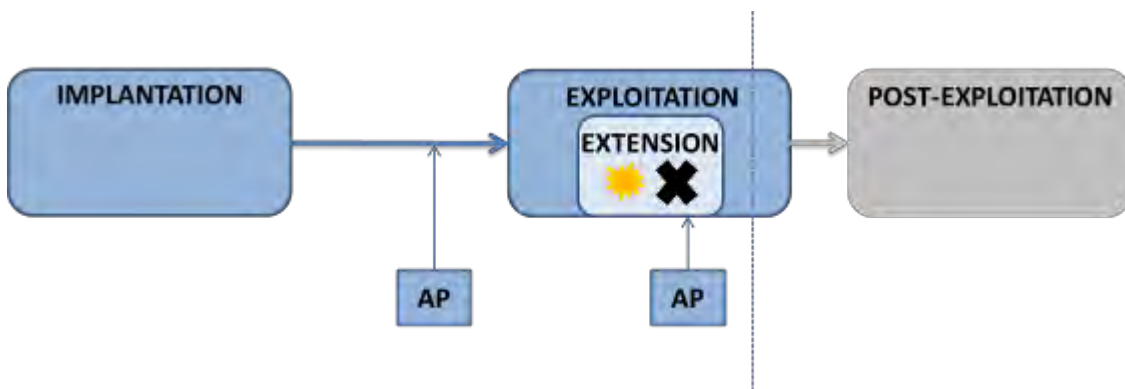 IMPLANTATION
EXPLOITATION
POST-EXPLOITATION
EXTENSION
AP
AP